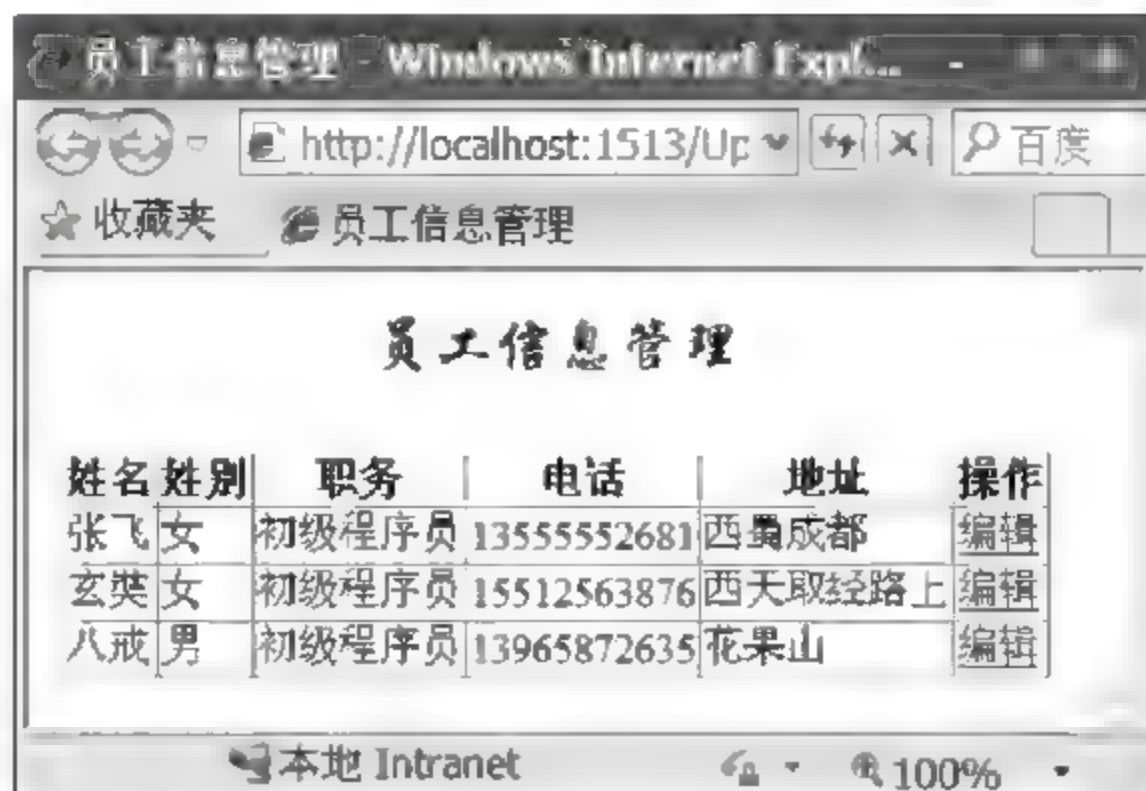 员工信息管理 - Windows Internet Expl...
http://localhost:1513/Up 百度
收藏夹 员工信息管理
员工信息管理
姓名 姓别 职务 电话 地址 操作
张飞 女 初级程序员 13555552681 西蜀成都 编辑
玄奘 女 初级程序员 15512563876 西天取经路上 编辑
八戒 男 初级程序员 13965872635 花果山 编辑
本地 Intranet 100%